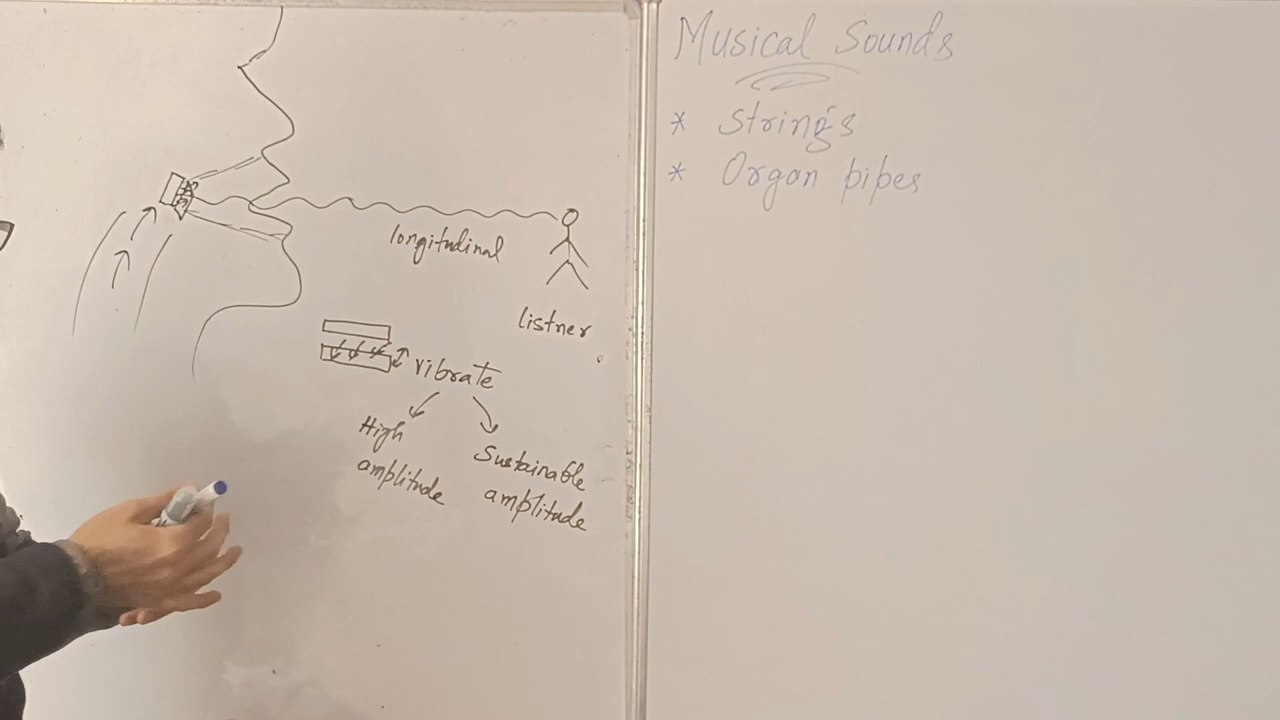 longitudinal
listner
vibrate
High
amplitude
Sustainable
amplitude
Musical Sounds
* Strings
* Organ pipes